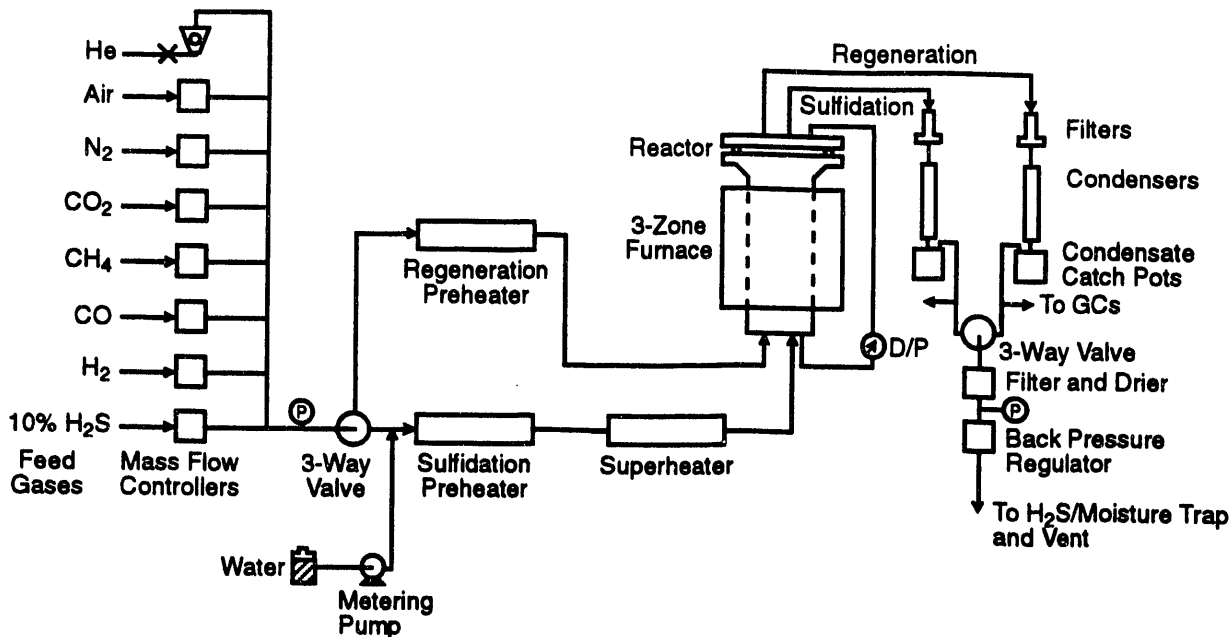 Regeneration
He
Sulfidation
Air
Filters
Reactor
N2
Condensers
CO2
3-Zone
Furnace
CH4
Regeneration
Preheater
Condensate
Catch Pots
To GCs
CO
D/P
3-Way Valve
H2
Filter and Drier
P
P
10% H2S
Back Pressure
Regulator
Feed
Gases
Mass Flow
Controllers
3-Way
Valve
Sulfidation
Preheater
Superheater
To H2S/Moisture Trap
and Vent
Water
Metering
Pump